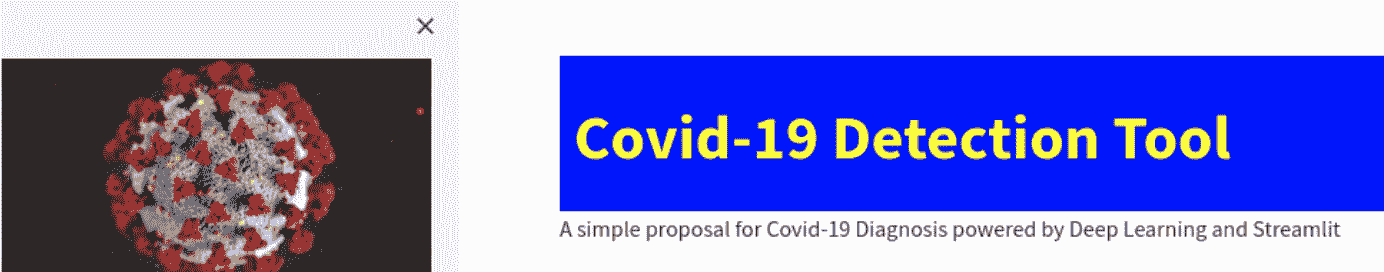 Covid-19 Detection Tool
A simple proposal for Covid-19 Diagnosis powered by Deep Learning and Streamlit